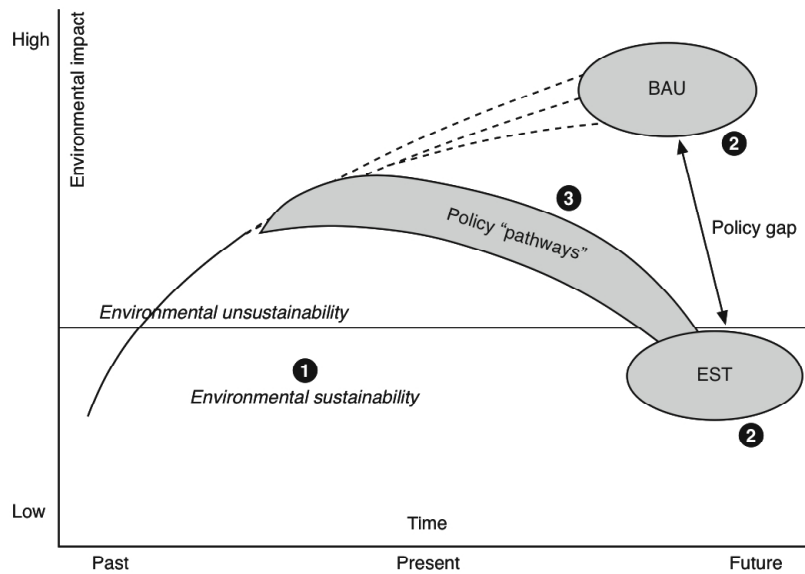 High
Environmental impact
BAU
2
3
Policy “pathways”
Policy gap
Environmental unsustainability
1
Environmental sustainability
EST
2
Low
Time
Past
Present
Future